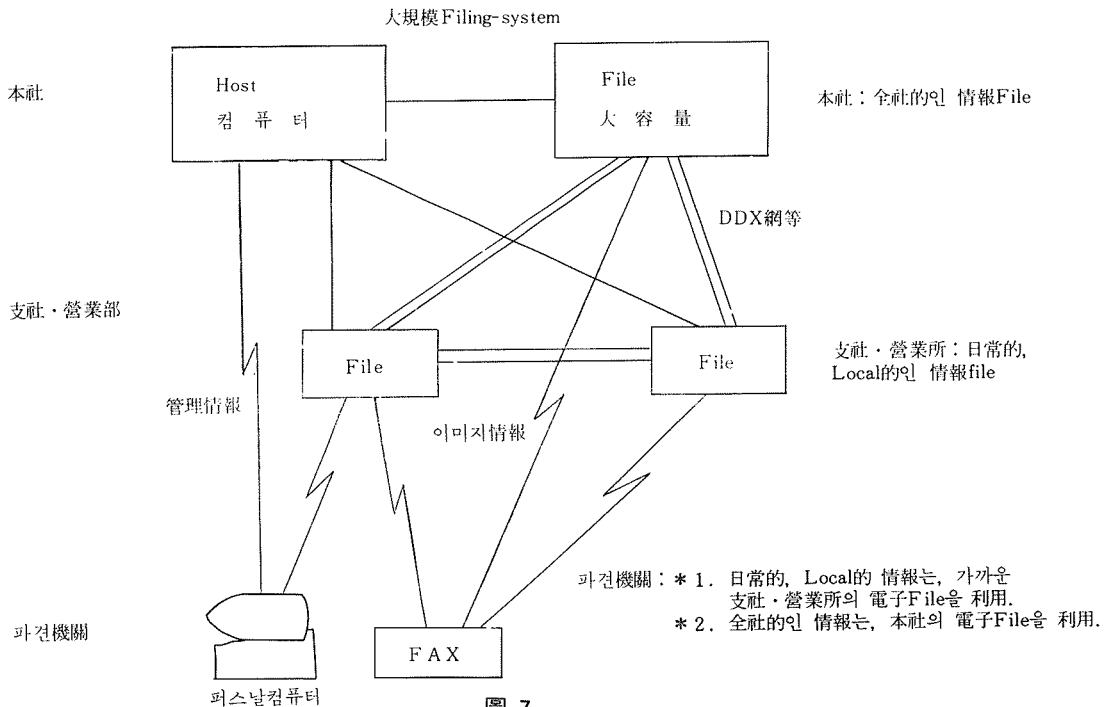 大規模Filing-system
本社
Host
컴 퓨 터
File
大 容 量
本社 : 全社的인 情報File
DDX網等
支社・營業部
File
File
支社・營業所 : 日常的,
Local的인 情報file
管理情報
이미지情報
파견機關 : * 1. 日常的, Local的 情報는, 가까운
支社・營業所의 電子File을 利用.
* 2. 全社的인 情報는, 本社의 電子File을 利用.
파견機關
FAX
퍼스날컴퓨터
圖 7